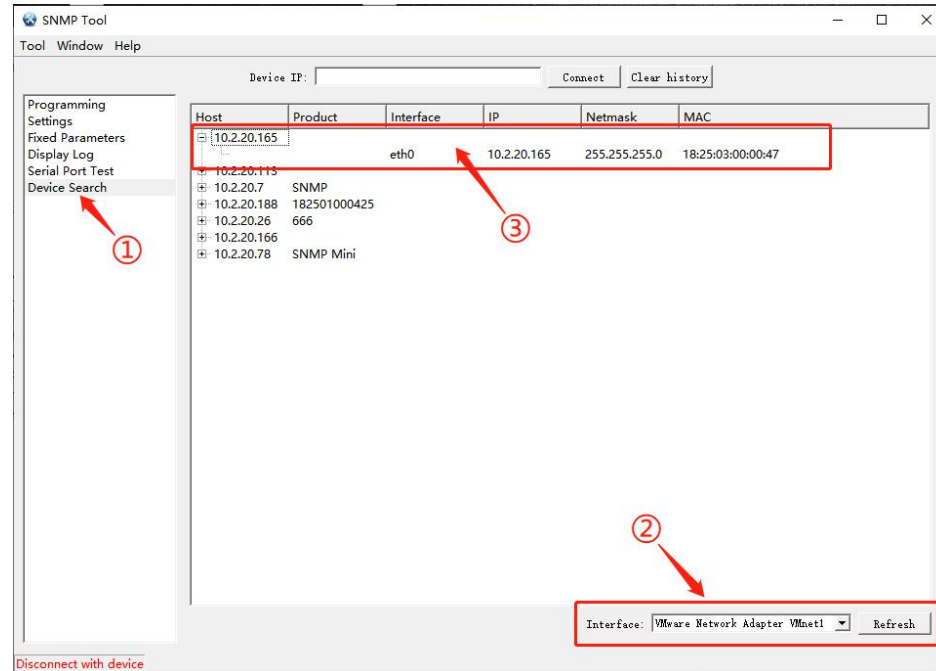 SNMP Tool
Tool Window Help
Device IP: Connect Clear history
Programming
Settings
Fixed Parameters
Display Log
Serial Port Test
Device Search
Host Product Interface IP Netmask MAC
10.2.20.165
eth0 10.2.20.165 255.255.255.0 18:25:03:00:00:47
10.2.20.113
10.2.20.7 SNMP
10.2.20.188 182501000425
10.2.20.26 666
10.2.20.166
10.2.20.78 SNMP Mini
①
③
②
Interface: VMware Network Adapter VMnet1 Refresh
Disconnect with device